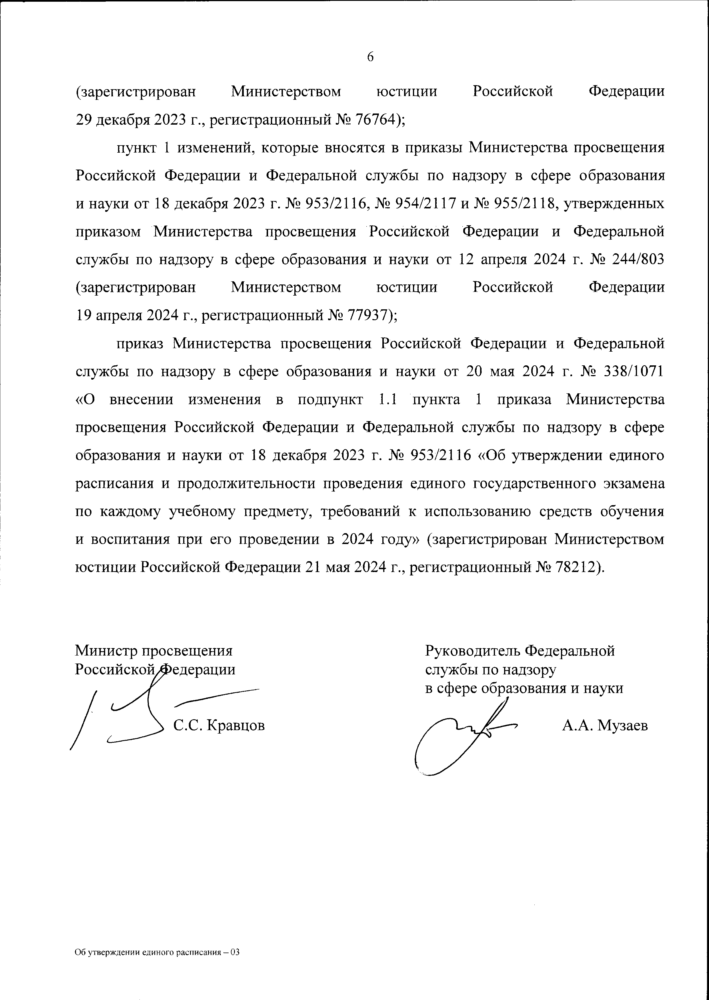 6
(зарегистрирован Министерством юстиции Российской Федерации
29 декабря 2023 г., регистрационный № 76764);
пункт 1 изменений, которые вносятся в приказы Министерства просвещения
Российской Федерации и Федеральной службы по надзору в сфере образования
и науки от 18 декабря 2023 г. № 953/2116, № 954/2117 и № 955/2118, утвержденных
приказом Министерства просвещения Российской Федерации и Федеральной
службы по надзору в сфере образования и науки от 12 апреля 2024 г. № 244/803
(зарегистрирован Министерством юстиции Российской Федерации
19 апреля 2024 г., регистрационный № 77937);
приказ Министерства просвещения Российской Федерации и Федеральной
службы по надзору в сфере образования и науки от 20 мая 2024 г. № 338/1071
«О внесении изменения в подпункт 1.1 пункта 1 приказа Министерства
просвещения Российской Федерации и Федеральной службы по надзору в сфере
образования и науки от 18 декабря 2023 г. № 953/2116 «Об утверждении единого
расписания и продолжительности проведения единого государственного экзамена
по каждому учебному предмету, требований к использованию средств обучения
и воспитания при его проведении в 2024 году» (зарегистрирован Министерством
юстиции Российской Федерации 21 мая 2024 г., регистрационный № 78212).
Министр просвещения
Российской Федерации
С.С. Кравцов
Руководитель Федеральной
службы по надзору
в сфере образования и науки
А.А. Музаев
Об утверждении единого расписания – 03